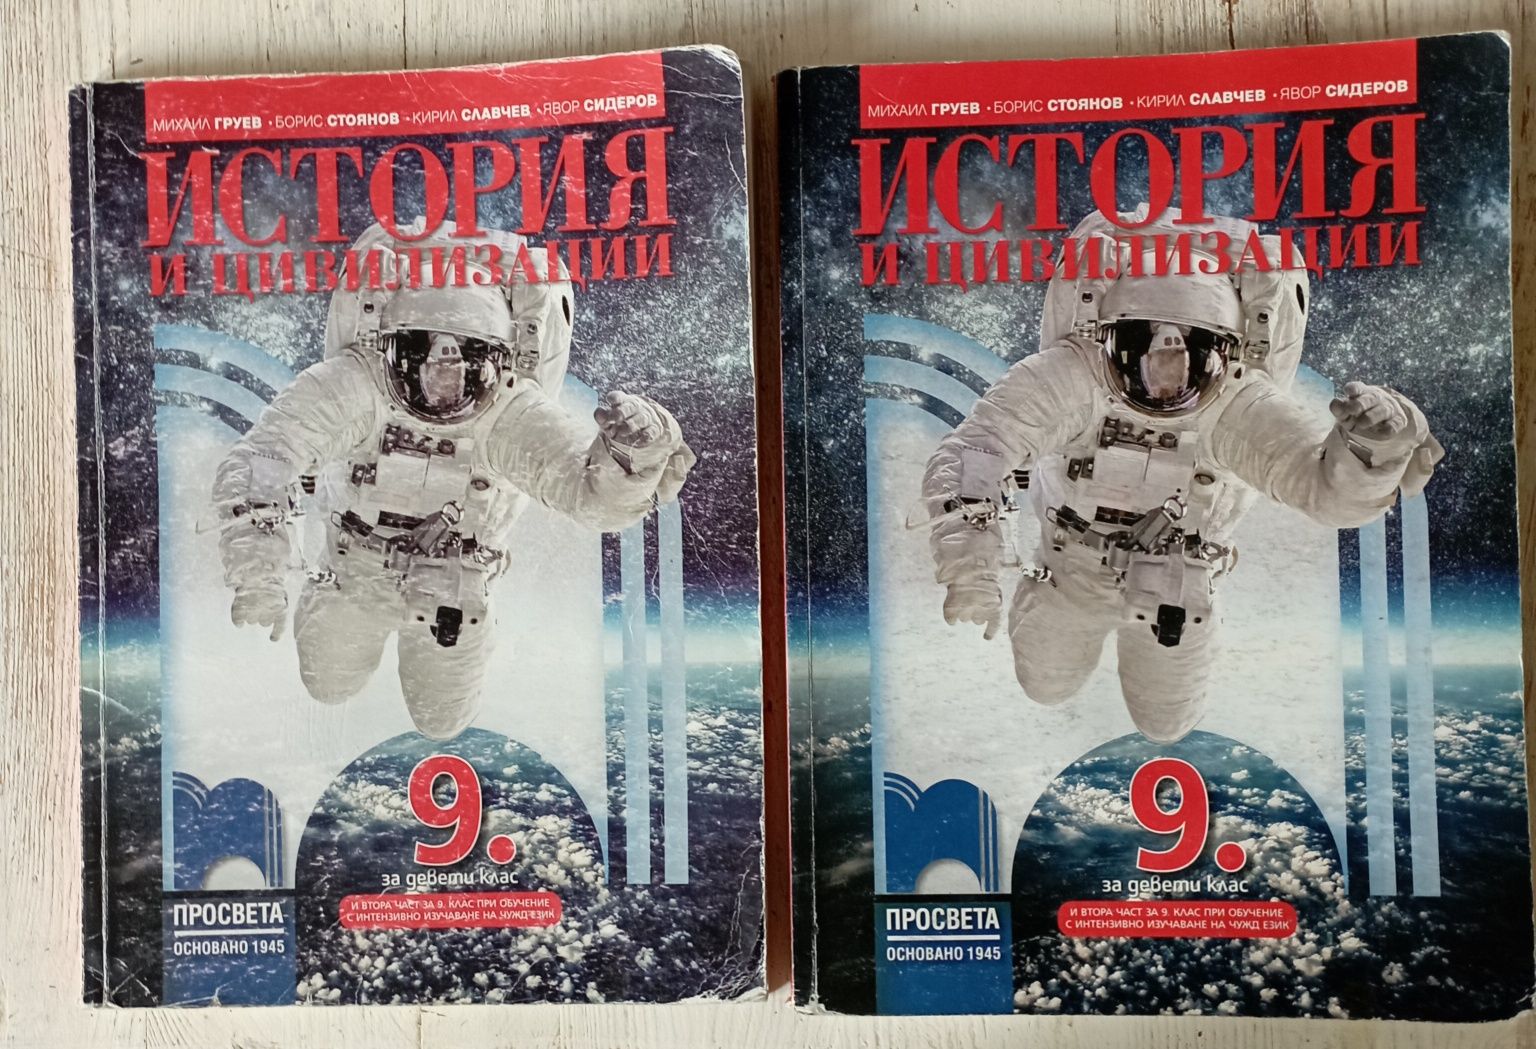 МИХАИЛ ГРУЕВ • БОРИС СТОЯНОВ • КИРИЛ СЛАВЧЕВ • ЯВОР СИДЕРОВ
ИСТОРИЯ
И ЦИВИЛИЗАЦИИ
9.
за девети клас
И ВТОРА ЧАСТ ЗА 9. КЛАС ПРИ ОБУЧЕНИЕ
С ИНТЕНЗИВНО ИЗУЧАВАНЕ НА ЧУЖД ЕЗИК
ПРОСВЕТА
ОСНОВАНО 1945
МИХАИЛ ГРУЕВ • БОРИС СТОЯНОВ • КИРИЛ СЛАВЧЕВ • ЯВОР СИДЕРОВ
ИСТОРИЯ
И ЦИВИЛИЗАЦИИ
9.
за девети клас
И ВТОРА ЧАСТ ЗА 9. КЛАС ПРИ ОБУЧЕНИЕ
С ИНТЕНЗИВНО ИЗУЧАВАНЕ НА ЧУЖД ЕЗИК
ПРОСВЕТА
ОСНОВАНО 1945